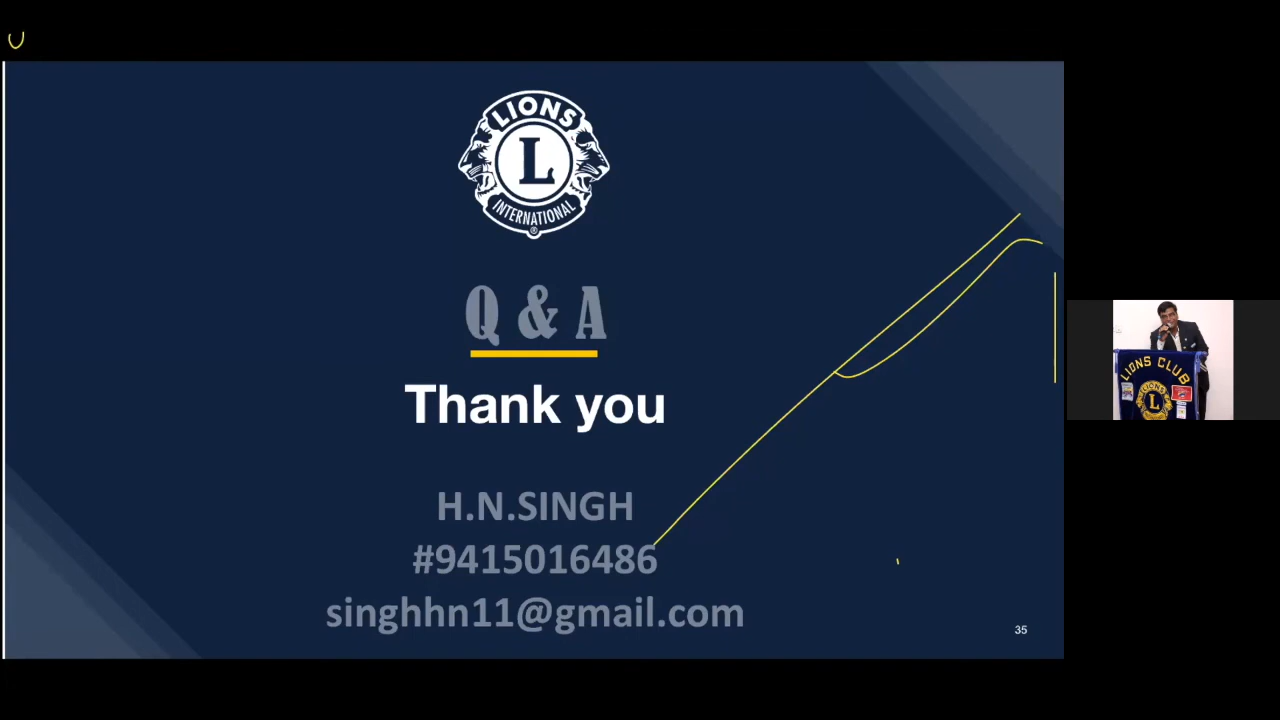 LIONS
L
INTERNATIONAL
®
Q & A
Thank you
H.N.SINGH
#9415016486
singhhn11@gmail.com
35
LIONS CLUB
L